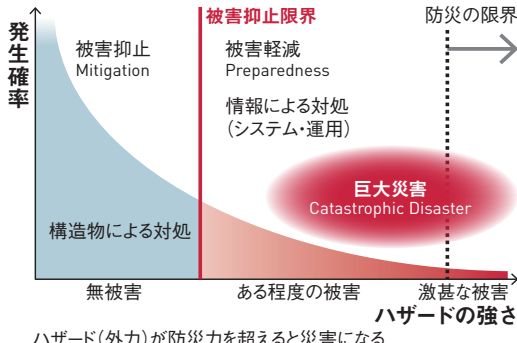 発生確率
被害抑止限界
防災の限界
被害抑止
Mitigation
被害軽減
Preparedness
情報による対処
（システム・運用）
巨大災害
Catastrophic Disaster
構造物による対処
無被害
ある程度の被害
激甚な被害
ハザードの強さ
ハザード（外力）が防災力を超えると災害になる